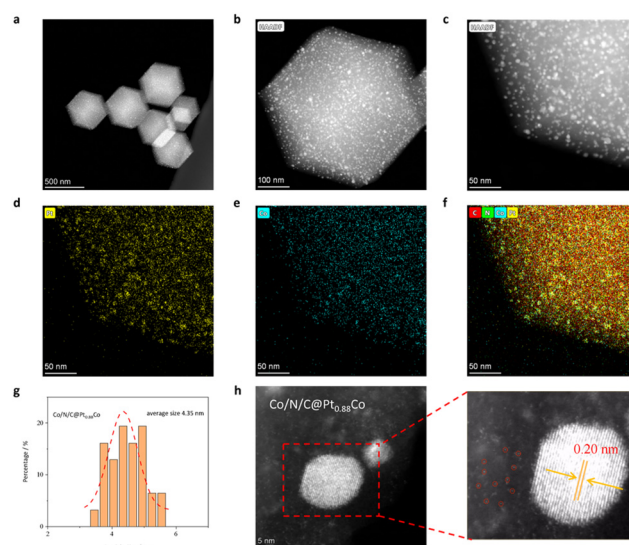 a
b
c
HAADF
HAADF
500 nm
100 nm
50 nm
d
e
f
Pt
Co
C N Co Pt
50 nm
50 nm
50 nm
g
h
Co/N/C@Pt₀.₈₈Co
average size 4.35 nm
Percentage / %
20
10
0
2
4
6
Co/N/C@Pt₀.₈₈Co
5 nm
0.20 nm